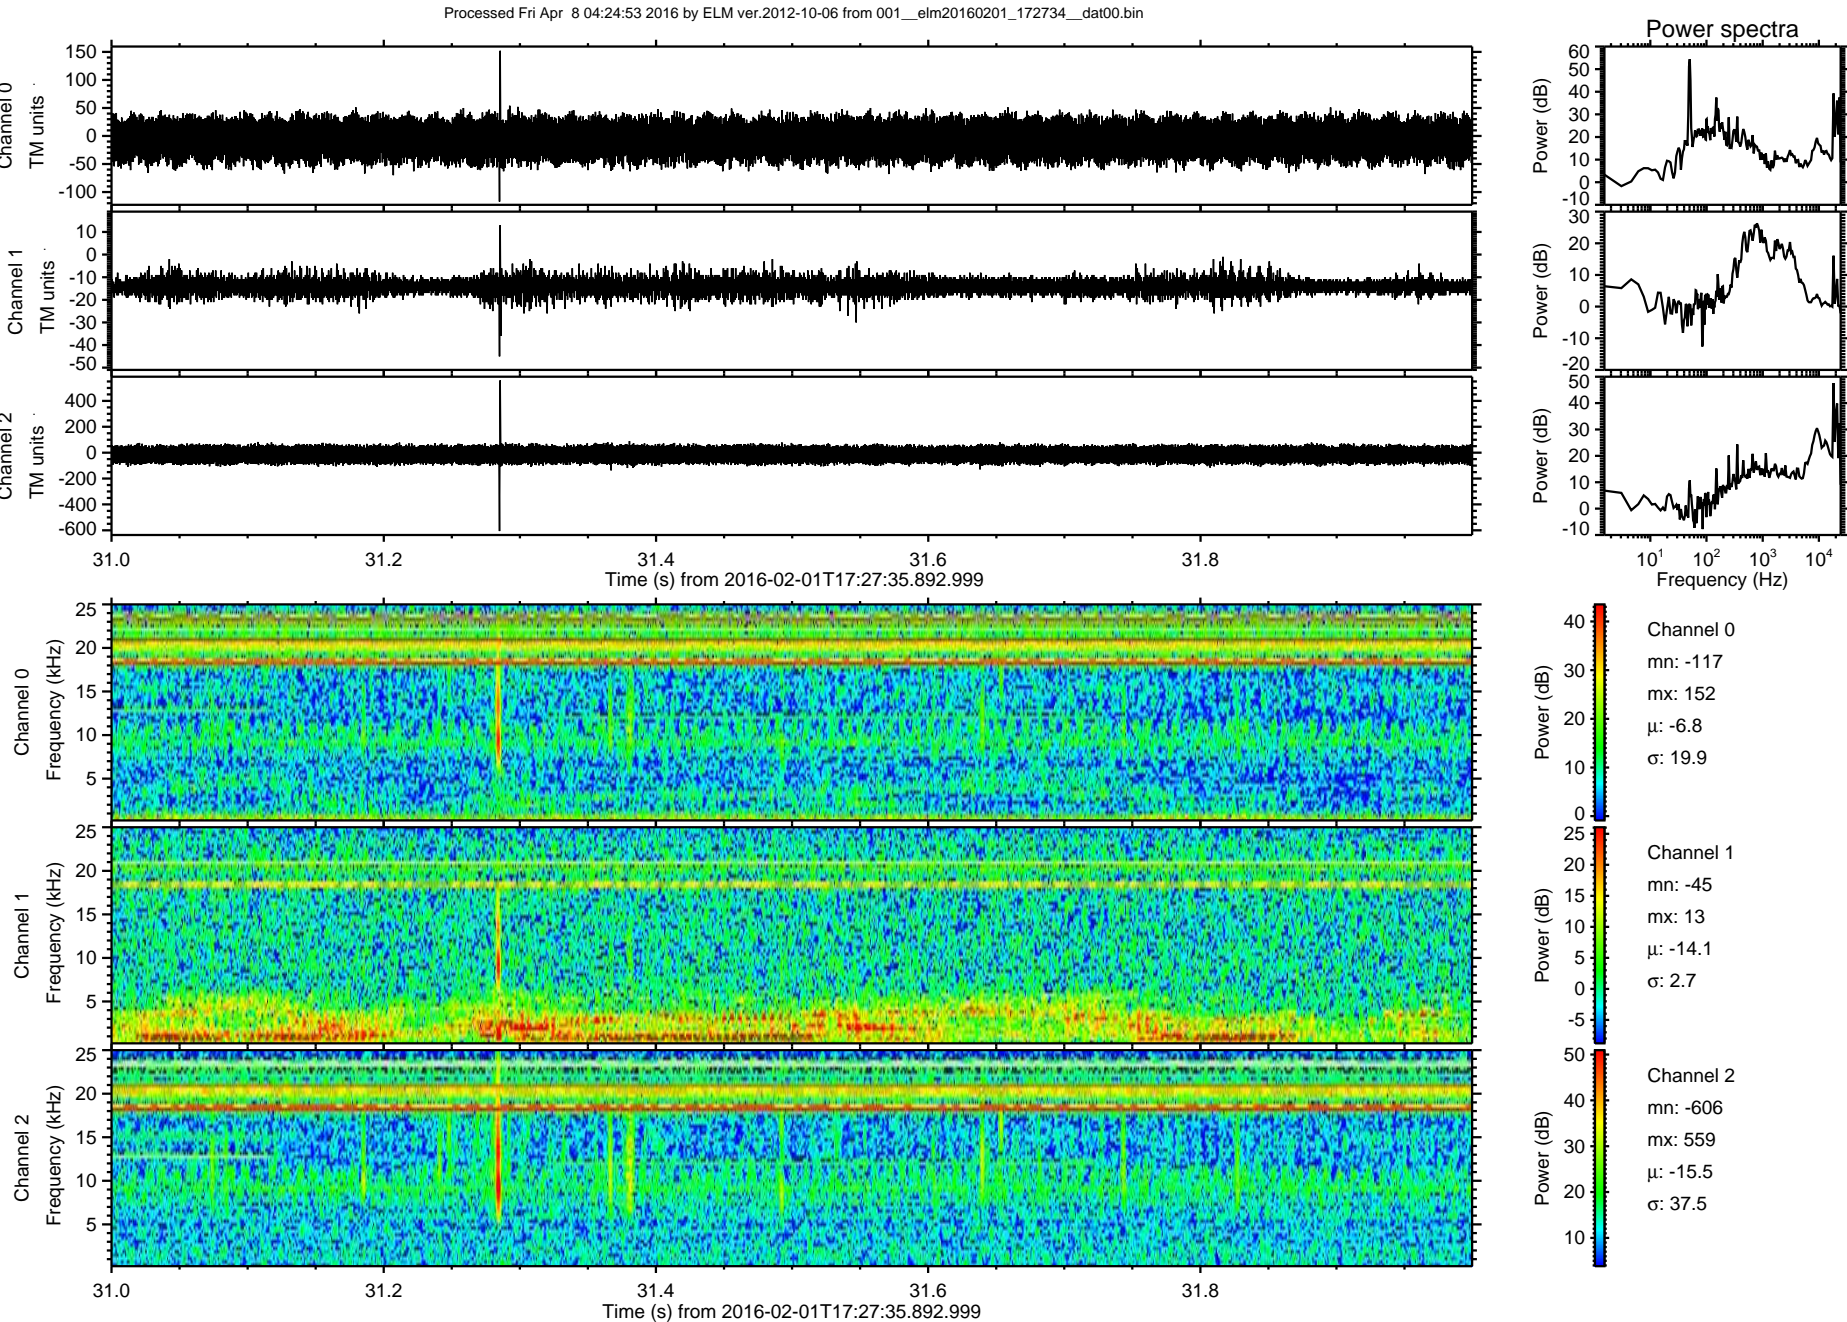 Processed Fri Apr 8 04:24:53 2016 by ELM ver.2012-10-06 from 001__elm20160201_172734__dat00.bin
Power spectra
Channel 0
TM units
150
100
50
0
-50
-100
Power (dB)
60
50
40
30
20
10
0
-10
Channel 1
TM units
10
0
-10
-20
-30
-40
-50
Power (dB)
30
20
10
0
-10
-20
Channel 2
TM units
400
200
0
-200
-400
-600
Power (dB)
50
40
30
20
10
0
-10
31.0 31.2 31.4 31.6 31.8
Time (s) from 2016-02-01T17:27:35.892.999
10^1 10^2 10^3 10^4
Frequency (Hz)
Channel 0
Frequency (kHz)
25
20
15
10
5
Power (dB)
40
30
20
10
0
Channel 0
mn: -117
mx: 152
μ: -6.8
σ: 19.9
Channel 1
Frequency (kHz)
25
20
15
10
5
Power (dB)
25
20
15
10
5
0
-5
Channel 1
mn: -45
mx: 13
μ: -14.1
σ: 2.7
Channel 2
Frequency (kHz)
25
20
15
10
5
Power (dB)
50
40
30
20
10
Channel 2
mn: -606
mx: 559
μ: -15.5
σ: 37.5
31.0 31.2 31.4 31.6 31.8
Time (s) from 2016-02-01T17:27:35.892.999